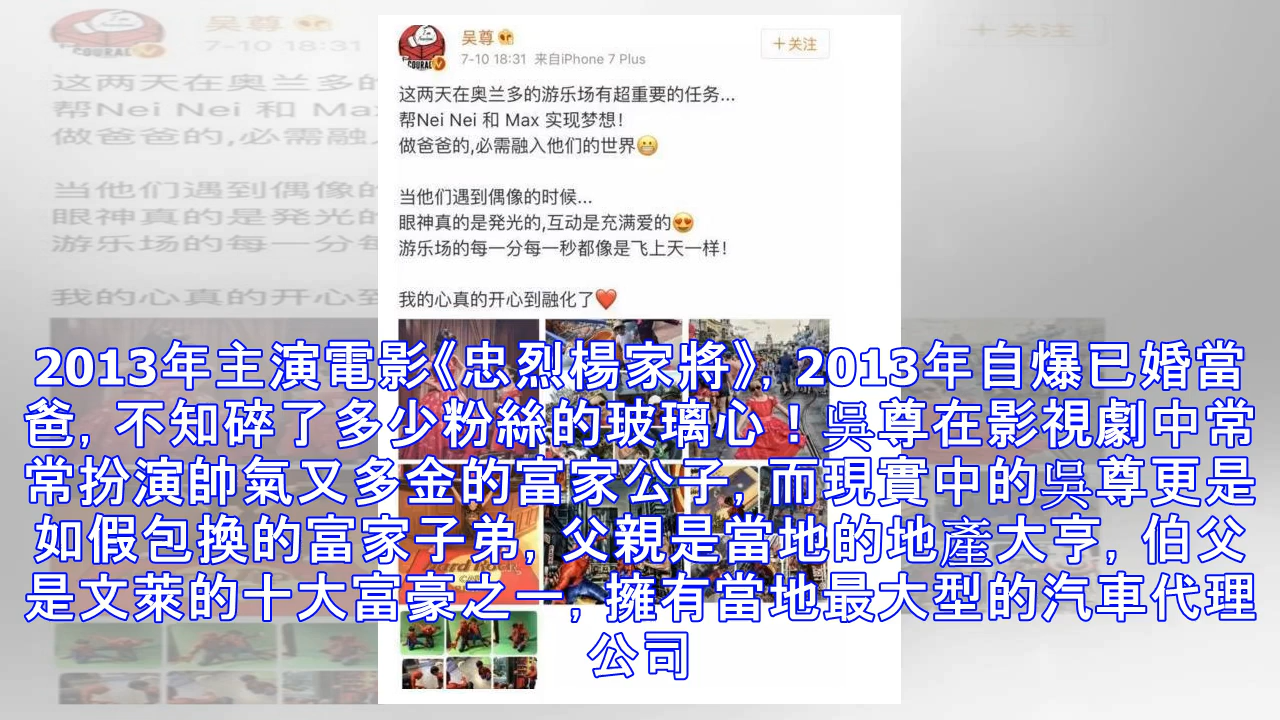 吴尊
7-10 18:31 来自iPhone 7 Plus
+关注
这两天在奥兰多的游乐场有超重要的任务...
帮Nei Nei 和 Max 实现梦想！
做爸爸的,必需融入他们的世界😬
当他们遇到偶像的时候...
眼神真的是発光的,互动是充满爱的😍
游乐场的每一分每一秒都像是飞上天一样！
我的心真的开心到融化了❤️
2013年主演電影《忠烈楊家將》, 2013年自爆已婚當
爸, 不知碎了多少粉絲的玻璃心！吳尊在影視劇中常
常扮演帥氣又多金的富家公子, 而現實中的吳尊更是
如假包換的富家子弟, 父親是當地的地產大亨, 伯父
是文萊的十大富豪之一, 擁有當地最大型的汽車代理
公司